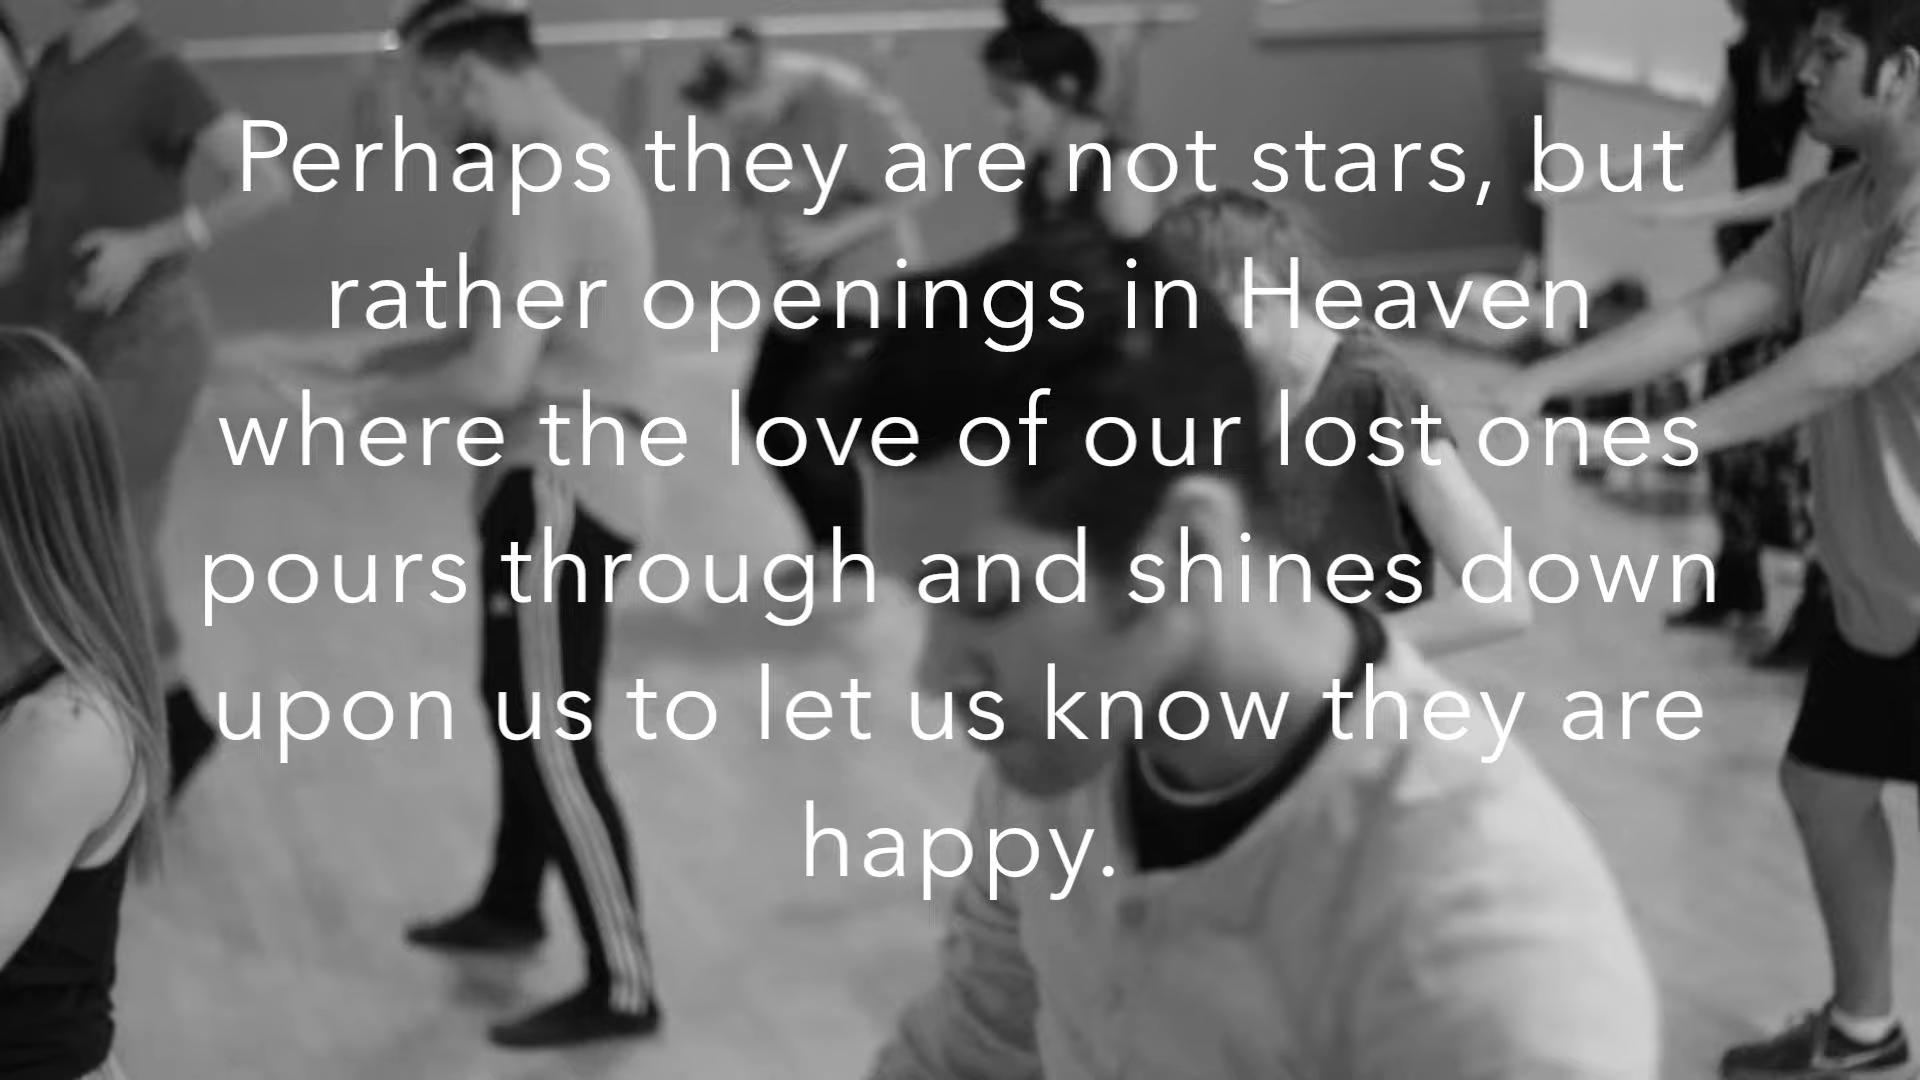 Perhaps they are not stars, but
rather openings in Heaven
where the love of our lost ones
pours through and shines down
upon us to let us know they are
happy.